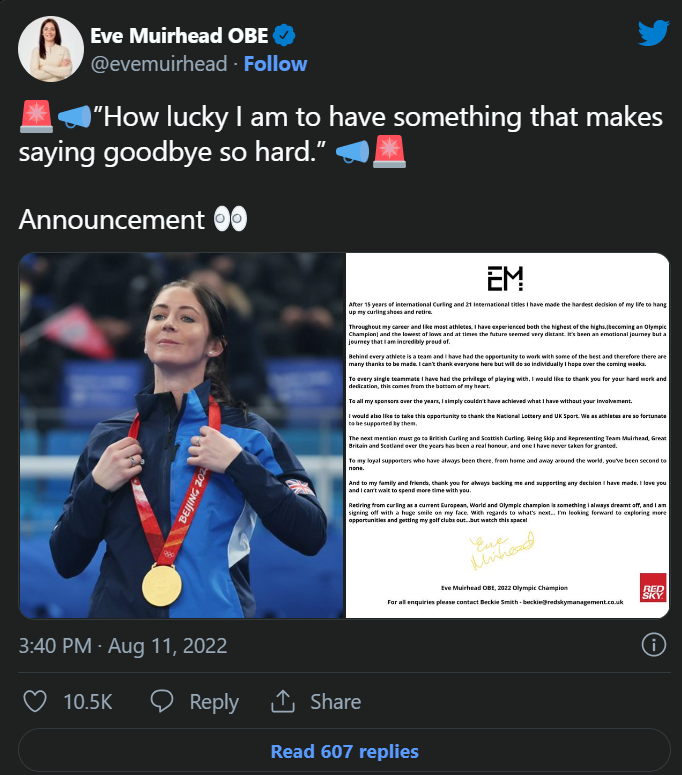 Eve Muirhead OBE
@evemuirhead · Follow
"How lucky I am to have something that makes
saying goodbye so hard."
Announcement
BEIJING 202
EM
After 15 years of international Curling and 21 International titles I have made the hardest decision of my life to hang
up my curling shoes and retire.
Throughout my career and like most athletes, I have experienced both the highest of the highs,(becoming an Olympic
Champion) and the lowest of lows and at times the future seemed very distant. It's been an emotional journey but a
journey that I am incredibly proud of.
Behind every athlete is a team and I have had the opportunity to work with some of the best and therefore there are
many thanks to be made. I can't thank everyone here but will do so individually I hope over the coming weeks.
To every single teammate I have had the privilege of playing with, I would like to thank you for your hard work and
dedication, this comes from the bottom of my heart.
To all my sponsors over the years, I simply couldn't have achieved what I have without your involvement.
I would also like to take this opportunity to thank the National Lottery and UK Sport. We as athletes are so fortunate
to be supported by them.
The next mention must go to British Curling and Scottish Curling. Being Skip and Representing Team Muirhead, Great
Britain and Scotland over the years has been a real honour, and one I have never taken for granted.
To my loyal supporters who have always been there, from home and away around the world, you've been second to
none.
And to my family and friends, thank you for always backing me and supporting any decision I have made. I love you
and I can't wait to spend more time with you.
Retiring from curling as a current European, World and Olympic champion is something I always dreamt off, and I am
signing off with a huge smile on my face. With regards to what's next... I'm looking forward to exploring more
opportunities and getting my golf clubs out...but watch this space!
Eve
Muirhead
Eve Muirhead OBE, 2022 Olympic Champion
For all enquiries please contact Beckie Smith - beckie@redskymanagement.co.uk
RED
SKY.
3:40 PM · Aug 11, 2022
10.5K Reply Share
Read 607 replies